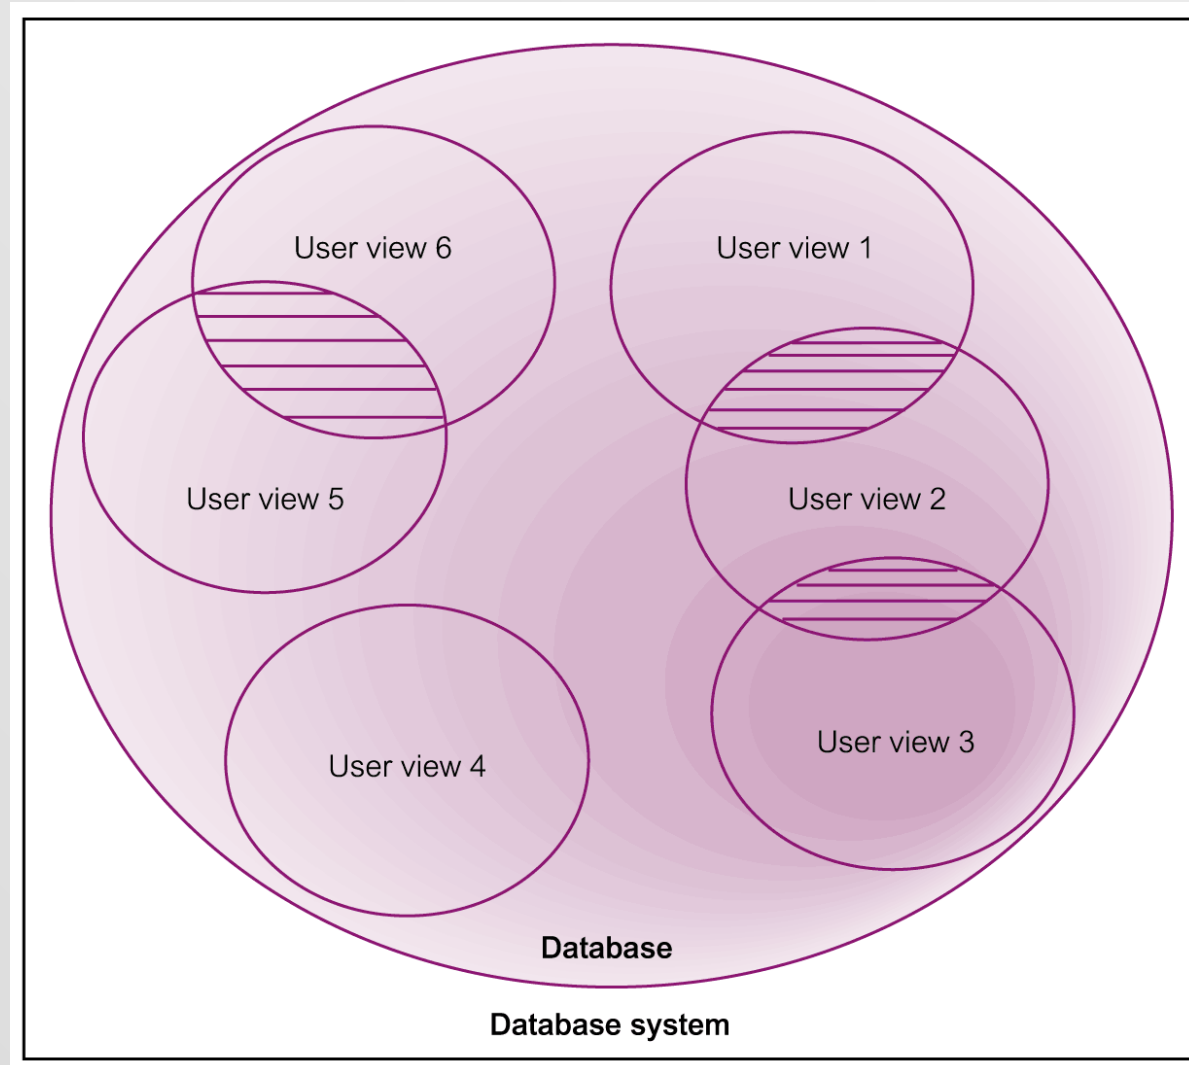 User view 6
User view 1
User view 5
User view 2
User view 4
User view 3
Database
Database system